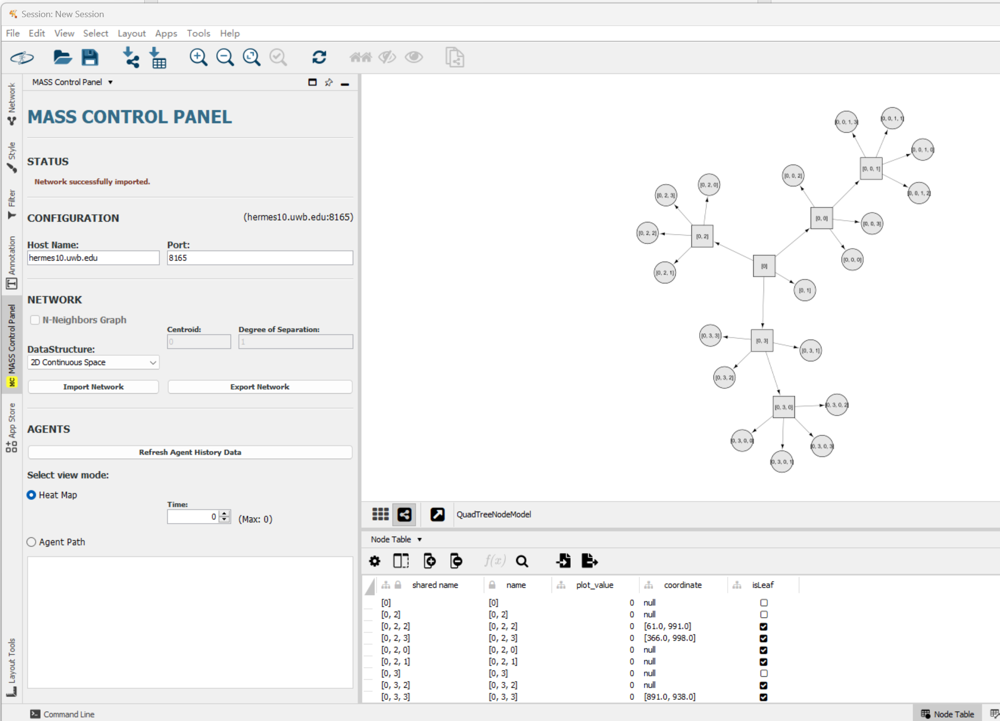 Session: New Session
File Edit View Select Layout Apps Tools Help
Network
Style
Filter
Annotation
MASS Control Panel
MC
App Store
Layout Tools
MASS Control Panel
MASS CONTROL PANEL
STATUS
Network successfully imported.
CONFIGURATION (hermes10.uwb.edu:8165)
Host Name: Port:
hermes10.uwb.edu 8165
NETWORK
N-Neighbors Graph
Centroid: Degree of Separation:
0 1
DataStructure:
2D Continuous Space
Import Network Export Network
AGENTS
Refresh Agent History Data
Select view mode:
Heat Map
Time:
0 (Max: 0)
Agent Path
[0, 0, 1, 3] [0, 0, 1, 1]
[0, 0, 1, 0]
[0, 0, 1]
[0, 0, 2]
[0, 2, 0]
[0, 2, 3] [0, 0, 1, 2]
[0, 0]
[0, 0, 3]
[0, 2, 2] [0, 2]
[0, 0, 0]
[0]
[0, 2, 1]
[0, 1]
[0, 3, 3] [0, 3]
[0, 3, 1]
[0, 3, 2]
[0, 3, 0] [0, 3, 0, 2]
[0, 3, 0, 0] [0, 3, 0, 3]
[0, 3, 0, 1]
QuadTreeNodeModel
Node Table
f(x)
shared name name plot_value coordinate isLeaf
[0] [0] 0 null
[0, 2] [0, 2] 0 null
[0, 2, 2] [0, 2, 2] 0 [61.0, 991.0]
[0, 2, 3] [0, 2, 3] 0 [366.0, 998.0]
[0, 2, 0] [0, 2, 0] 0 null
[0, 2, 1] [0, 2, 1] 0 null
[0, 3] [0, 3] 0 null
[0, 3, 2] [0, 3, 2] 0 null
[0, 3, 3] [0, 3, 3] 0 [891.0, 938.0]
Command Line Node Table